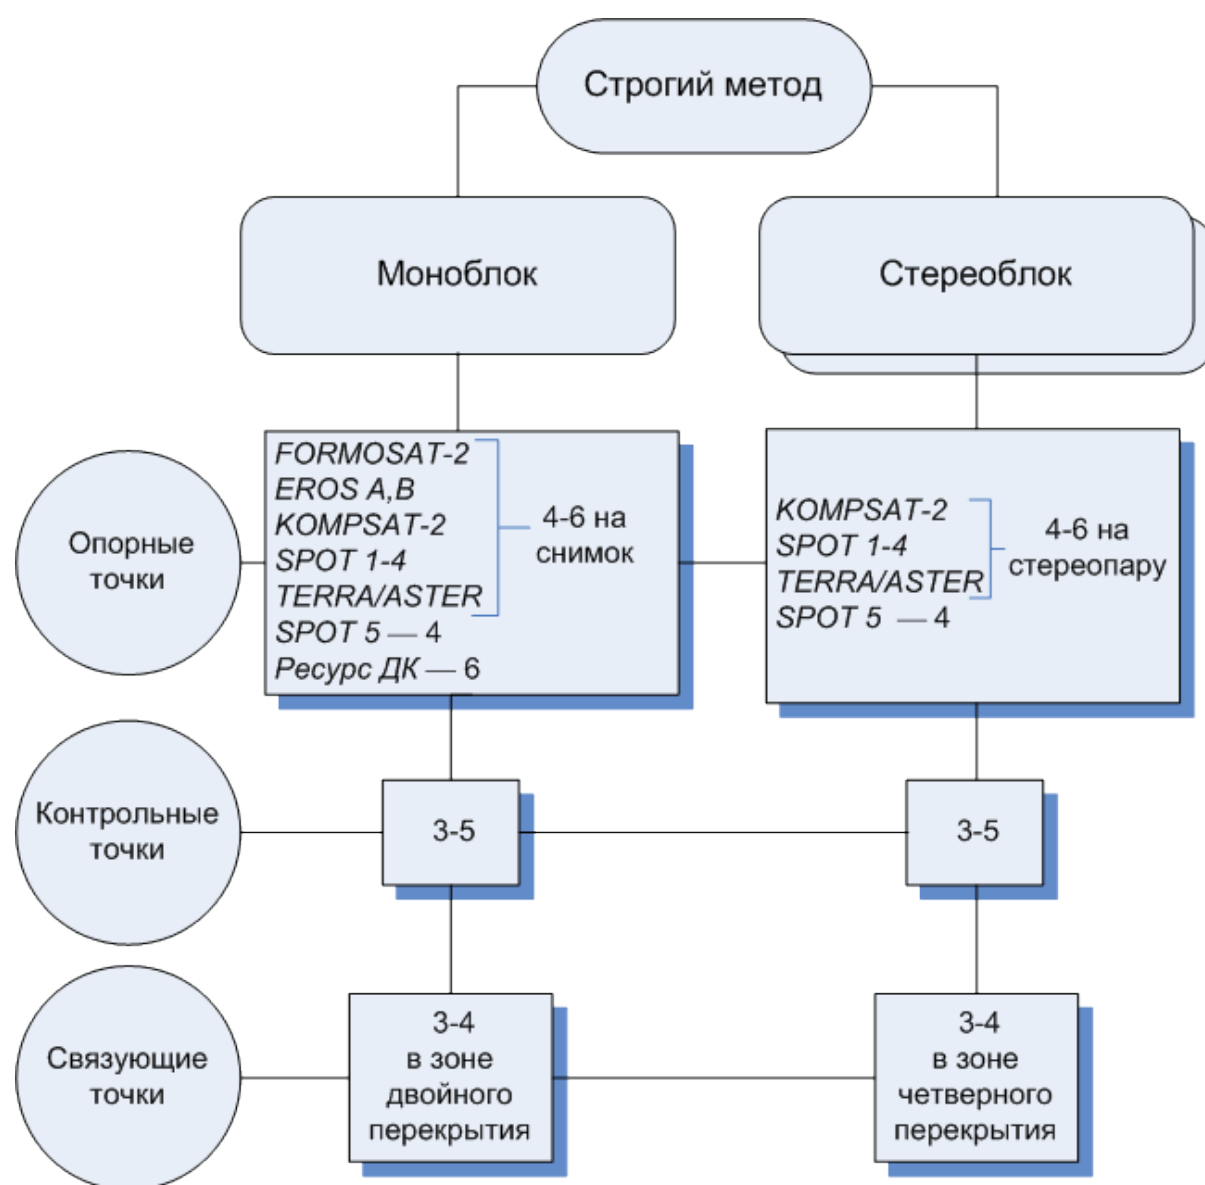 Строгий метод
Моноблок
Стереоблок
Опорные
точки
FORMOSAT-2
EROS A,B
KOMPSAT-2
SPOT 1-4
TERRA/ASTER
SPOT 5 — 4
Ресурс ДК — 6
4-6 на
снимок
KOMPSAT-2
SPOT 1-4
TERRA/ASTER
SPOT 5 — 4
4-6 на
стереопару
Контрольные
точки
3-5
3-5
Связующие
точки
3-4
в зоне
двойного
перекрытия
3-4
в зоне
четверного
перекрытия